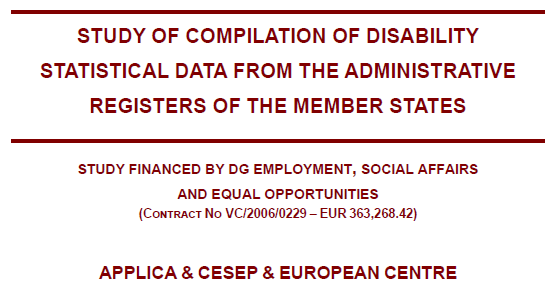 STUDY OF COMPILATION OF DISABILITY
STATISTICAL DATA FROM THE ADMINISTRATIVE
REGISTERS OF THE MEMBER STATES
STUDY FINANCED BY DG EMPLOYMENT, SOCIAL AFFAIRS
AND EQUAL OPPORTUNITIES
(CONTRACT NO VC/2006/0229 – EUR 363,268.42)
APPLICA & CESEP & EUROPEAN CENTRE